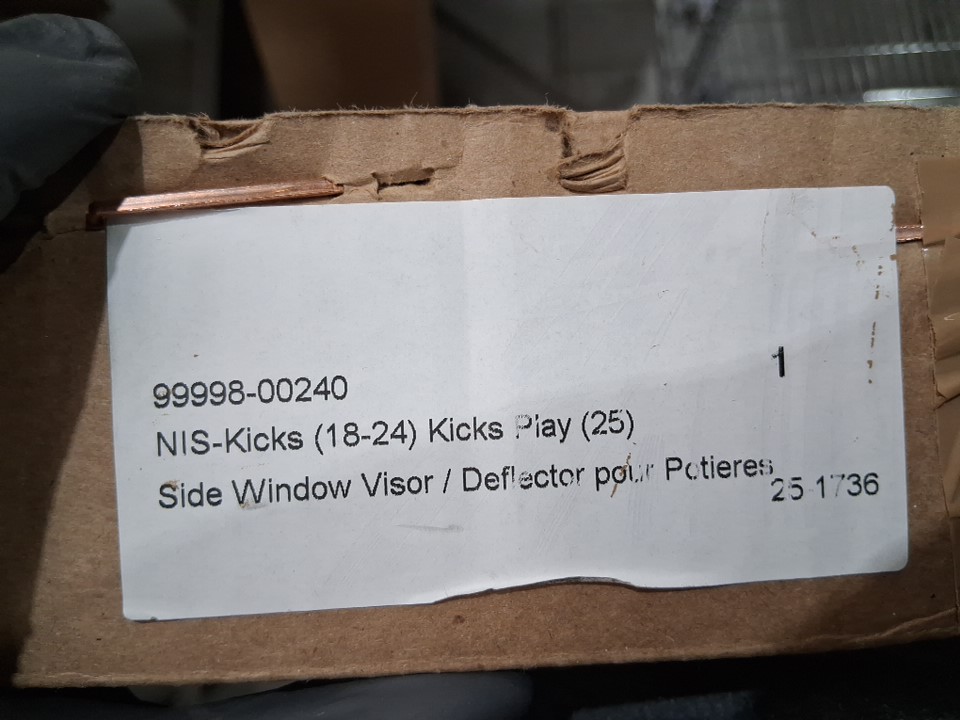 99998-00240
1
NIS-Kicks (18-24) Kicks Play (25)
Side Window Visor / Deflector pour Potieres
25-1736